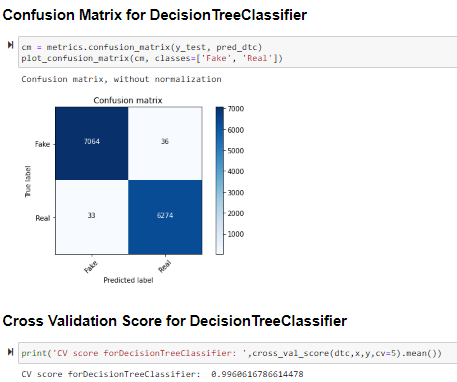 Confusion Matrix for DecisionTreeClassifier
cm = metrics.confusion_matrix(y_test, pred_dtc)
plot_confusion_matrix(cm, classes=['Fake', 'Real'])
Confusion matrix, without normalization
Confusion matrix
7000
6000
5000
4000
3000
2000
1000
True label
Fake
7064
36
Real
33
6274
Fake
Real
Predicted label
Cross Validation Score for DecisionTreeClassifier
print('CV score forDecisionTreeClassifier: ',cross_val_score(dtc,x,y,cv=5).mean())
CV score forDecisionTreeClassifier:  0.9960616786614478